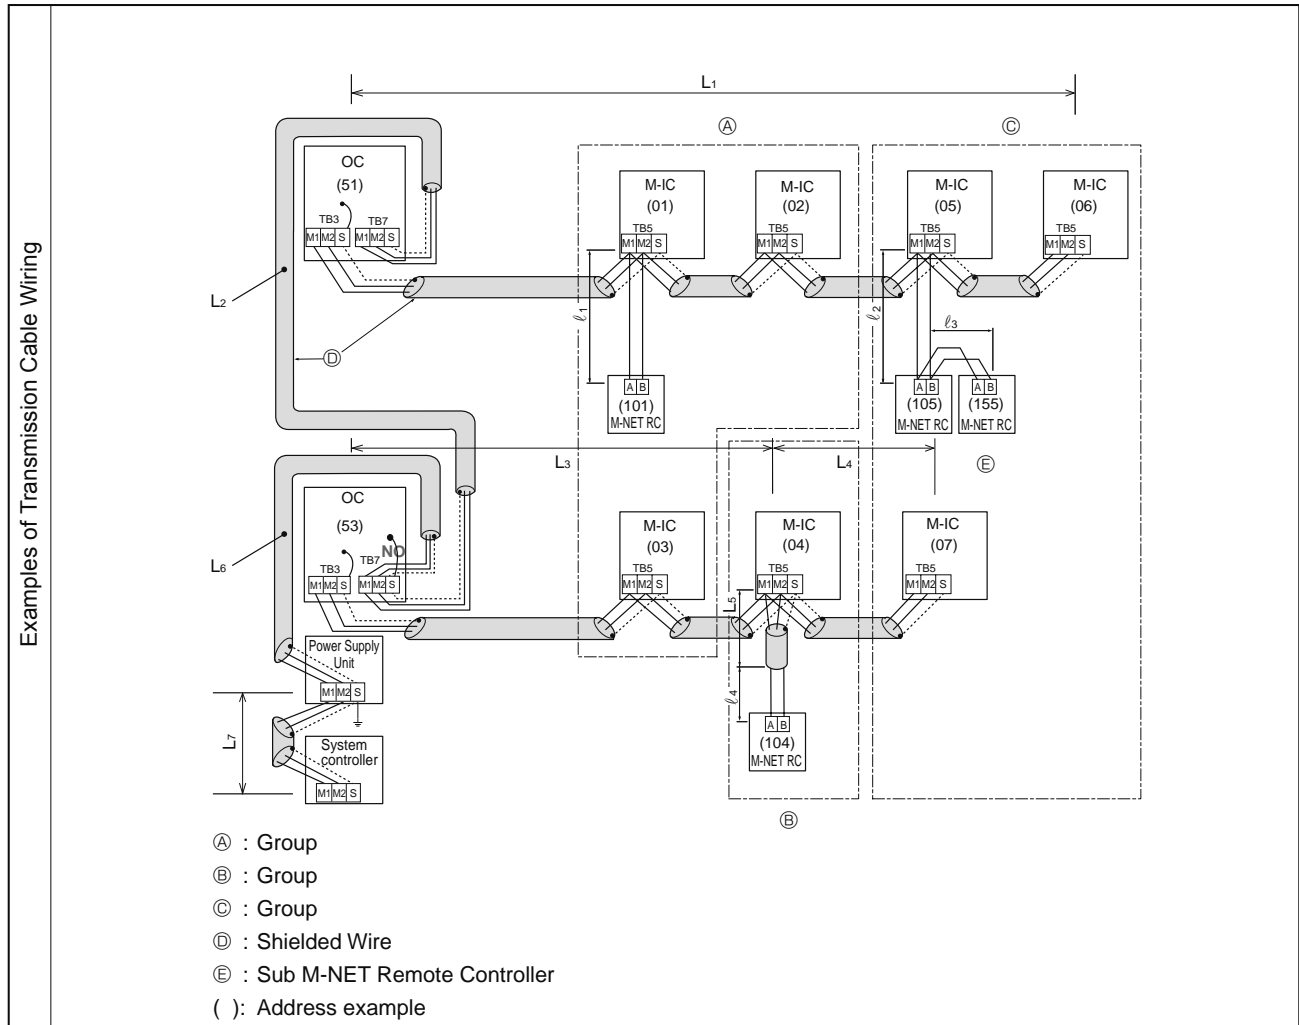 Examples of Transmission Cable Wiring
L1
Ⓐ
Ⓒ
OC
(51)
TB3
TB7
M1 M2 S
M1 M2 S
M-IC
(01)
TB5
M1 M2 S
M-IC
(02)
TB5
M1 M2 S
M-IC
(05)
TB5
M1 M2 S
M-IC
(06)
TB5
M1 M2 S
L2
Ⓓ
ℓ1
ℓ2
ℓ3
A B
(101)
M-NET RC
A B
(105)
M-NET RC
A B
(155)
M-NET RC
L3
L4
Ⓔ
OC
(53)
NO
TB3
TB7
M1 M2 S
M1 M2 S
L6
M-IC
(03)
TB5
M1 M2 S
M-IC
(04)
TB5
M1 M2 S
M-IC
(07)
TB5
M1 M2 S
L5
ℓ4
Power Supply
Unit
M1 M2 S
L7
System
controller
M1 M2 S
A B
(104)
M-NET RC
Ⓑ
Ⓐ : Group
Ⓑ : Group
Ⓒ : Group
Ⓓ : Shielded Wire
Ⓔ : Sub M-NET Remote Controller
( ): Address example